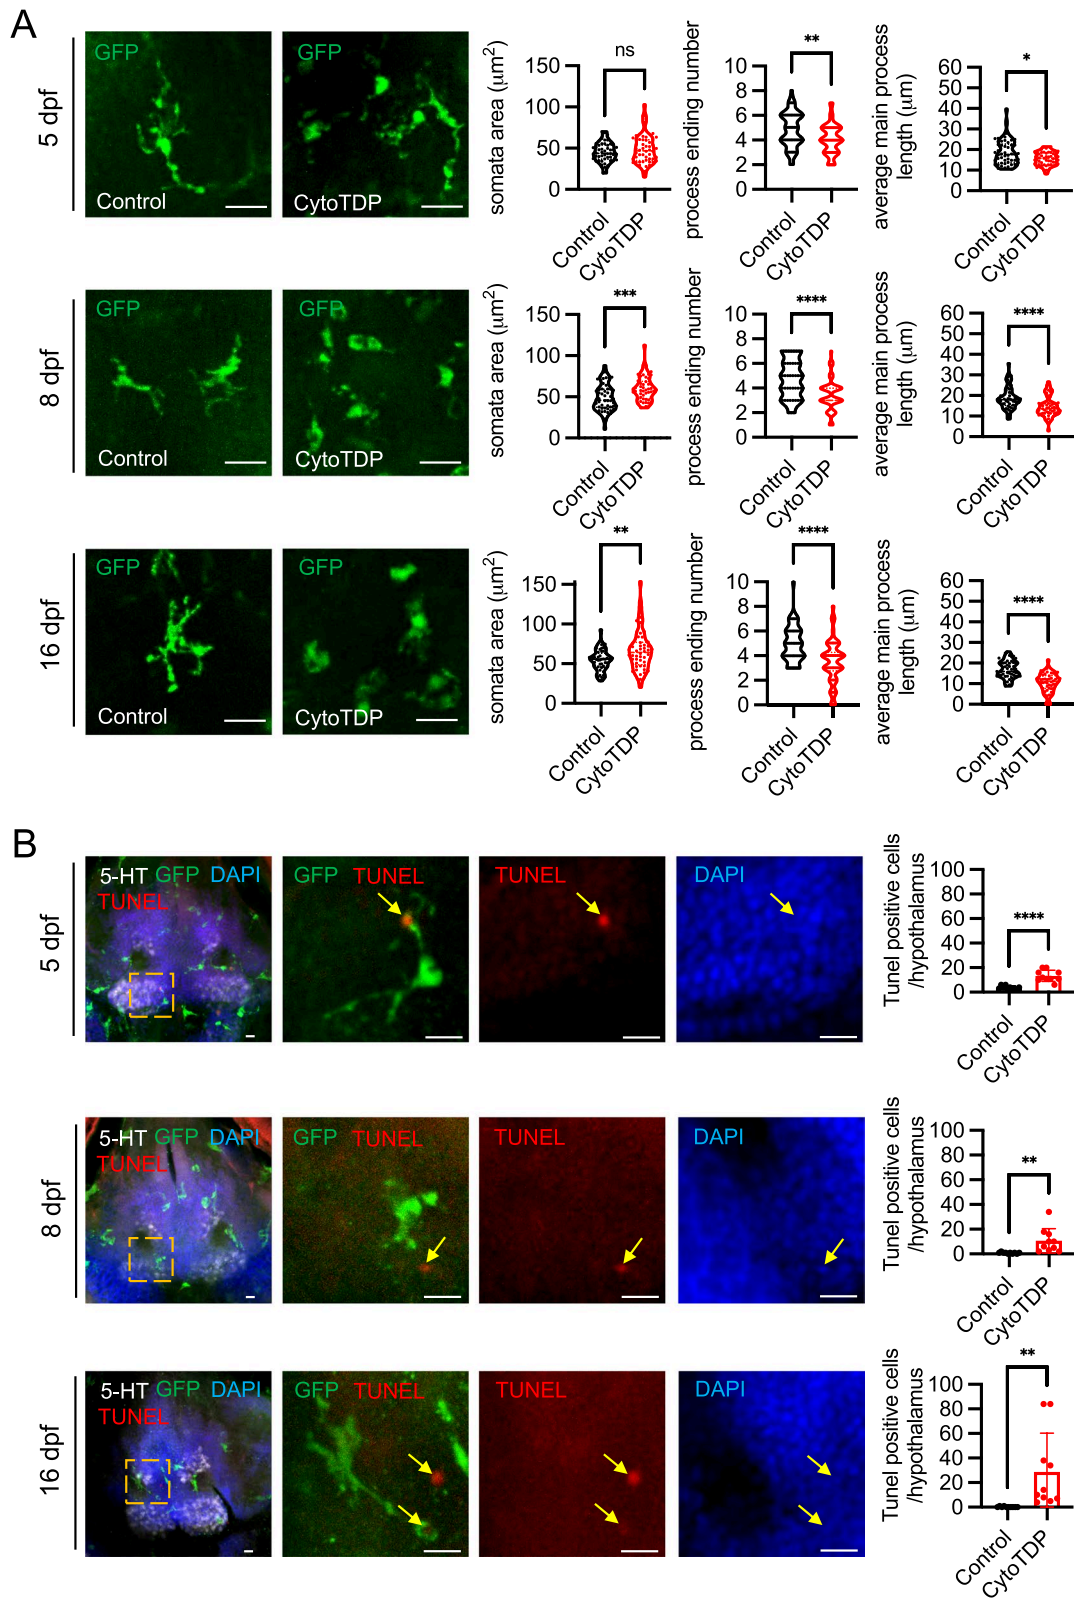 A
5 dpf
GFP
Control
GFP
CytoTDP
somata area (μm²)
150
100
50
0
ns
Control
CytoTDP
process ending number
10
8
6
4
2
0
**
Control
CytoTDP
average main process
length (μm)
60
50
40
30
20
10
0
*
Control
CytoTDP
8 dpf
GFP
Control
GFP
CytoTDP
somata area (μm²)
150
100
50
0
***
Control
CytoTDP
process ending number
10
8
6
4
2
0
****
Control
CytoTDP
average main process
length (μm)
60
50
40
30
20
10
0
****
Control
CytoTDP
16 dpf
GFP
Control
GFP
CytoTDP
somata area (μm²)
150
100
50
0
**
Control
CytoTDP
process ending number
10
8
6
4
2
0
****
Control
CytoTDP
average main process
length (μm)
60
50
40
30
20
10
0
****
Control
CytoTDP
B
5 dpf
5-HT GFP DAPI
TUNEL
GFP TUNEL
TUNEL
DAPI
Tunel positive cells
/hypothalamus
100
80
60
40
20
0
****
Control
CytoTDP
8 dpf
5-HT GFP DAPI
TUNEL
GFP TUNEL
TUNEL
DAPI
Tunel positive cells
/hypothalamus
100
80
60
40
20
0
**
Control
CytoTDP
16 dpf
5-HT GFP DAPI
TUNEL
GFP TUNEL
TUNEL
DAPI
Tunel positive cells
/hypothalamus
100
80
60
40
20
0
**
Control
CytoTDP